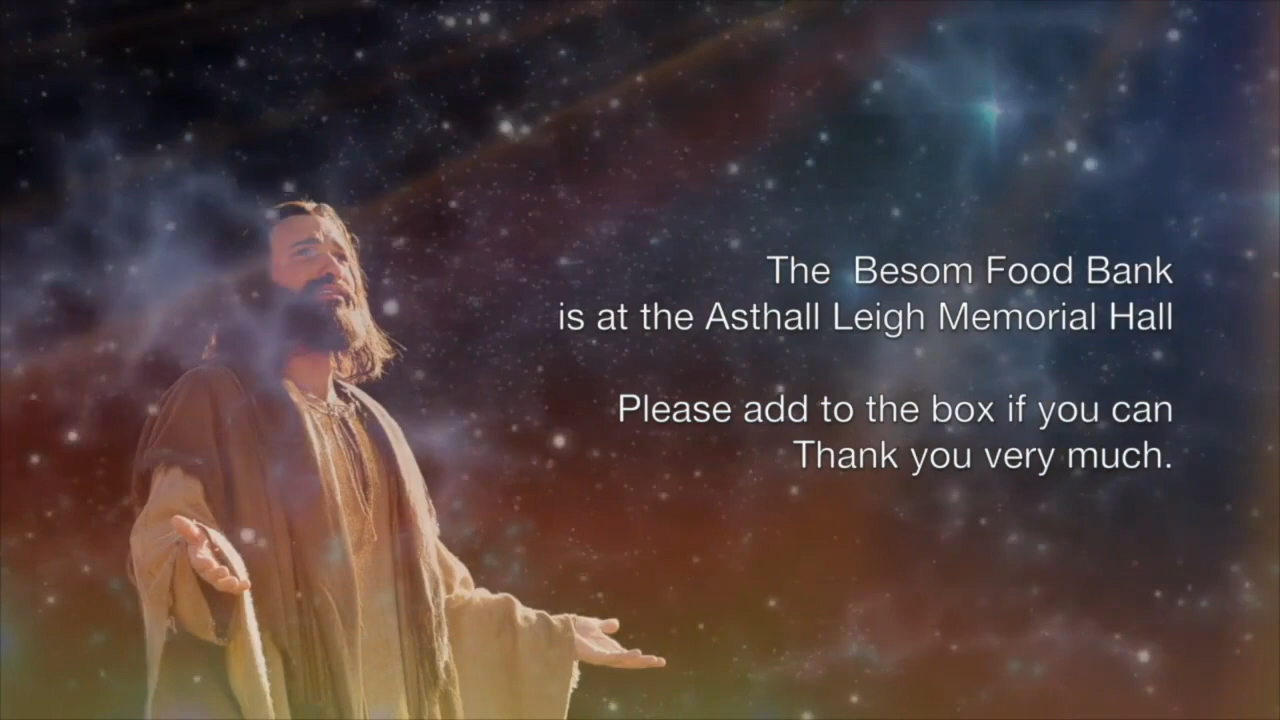 The  Besom Food Bank
is at the Asthall Leigh Memorial Hall
Please add to the box if you can
Thank you very much.